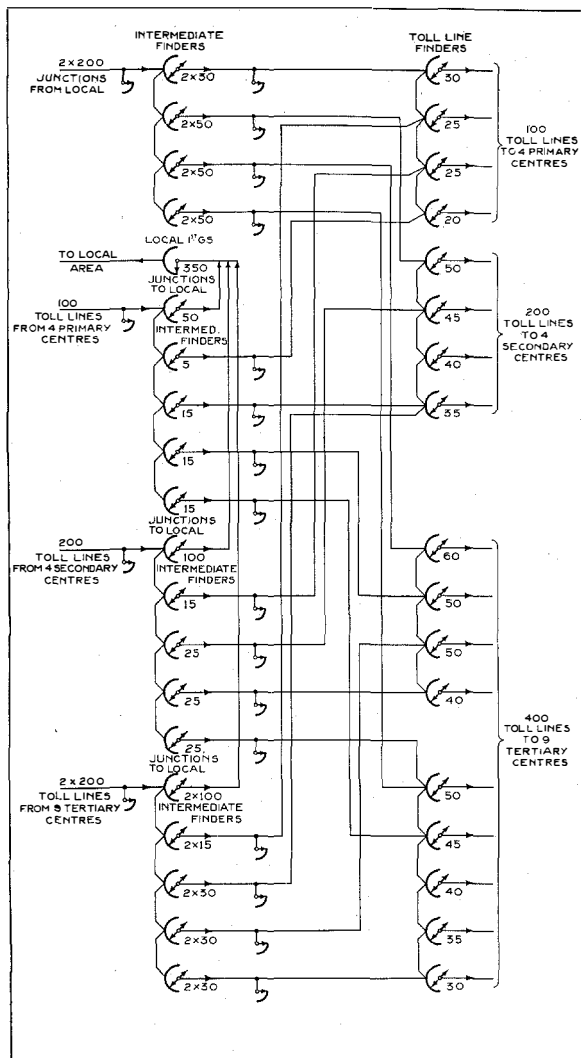 INTERMEDIATE
FINDERS
TOLL LINE
FINDERS
2×200
JUNCTIONS
FROM LOCAL
2×30
2×50
2×50
2×50
30
25
25
20
100
TOLL LINES
TO 4 PRIMARY
CENTRES
LOCAL 1ST GS
TO LOCAL
AREA
350
JUNCTIONS
TO LOCAL
100
TOLL LINES
FROM 4 PRIMARY
CENTRES
50
INTERMED.
FINDERS
5
15
15
15
50
45
40
35
200
TOLL LINES
TO 4
SECONDARY
CENTRES
JUNCTIONS
TO LOCAL
200
TOLL LINES
FROM 4 SECONDARY
CENTRES
100
INTERMEDIATE
FINDERS
15
25
25
25
60
50
50
40
400
TOLL LINES
TO 9
TERTIARY
CENTRES
JUNCTIONS
TO LOCAL
2×200
TOLL LINES
FROM 9 TERTIARY
CENTRES
2×100
INTERMEDIATE
FINDERS
2×15
2×30
2×30
2×30
50
45
40
35
30